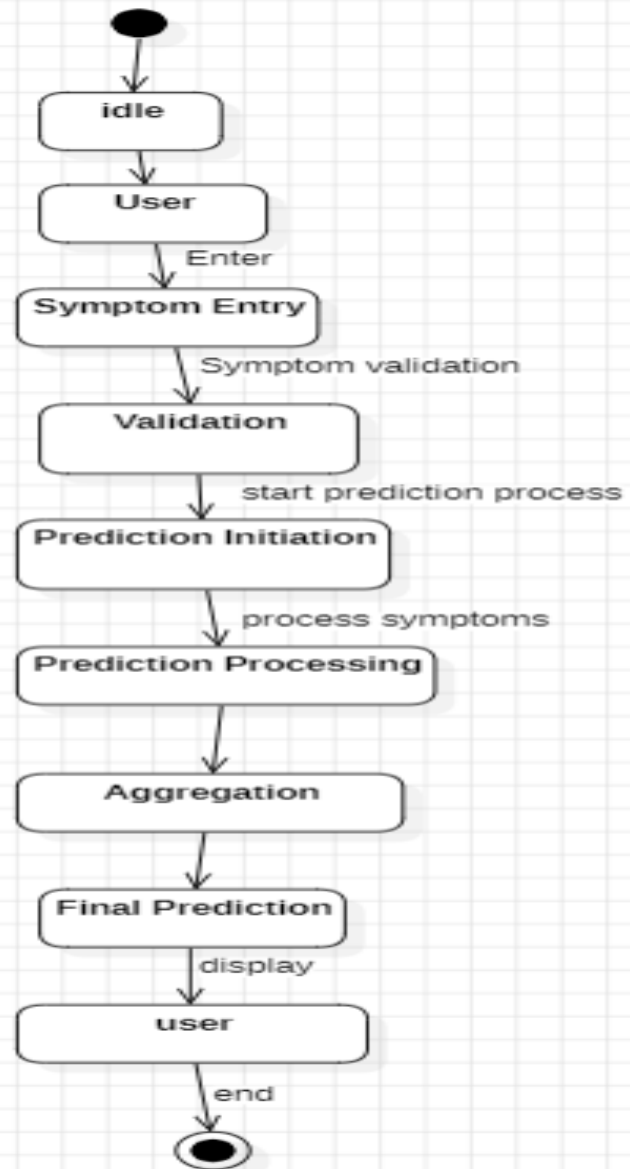 idle
User
Enter
Symptom Entry
Symptom validation
Validation
start prediction process
Prediction Initiation
process symptoms
Prediction Processing
Aggregation
Final Prediction
display
user
end